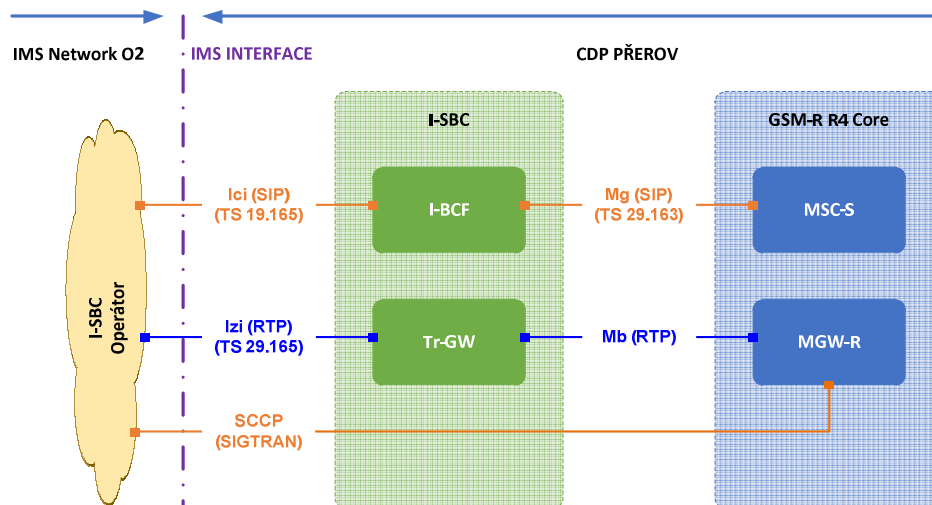 IMS Network O2
IMS INTERFACE
CDP PŘEROV
I-SBC
GSM-R R4 Core
Ici (SIP)
(TS 19.165)
I-BCF
Mg (SIP)
(TS 29.163)
MSC-S
I-SBC
Operátor
Izi (RTP)
(TS 29.165)
Tr-GW
Mb (RTP)
MGW-R
SCCP
(SIGTRAN)